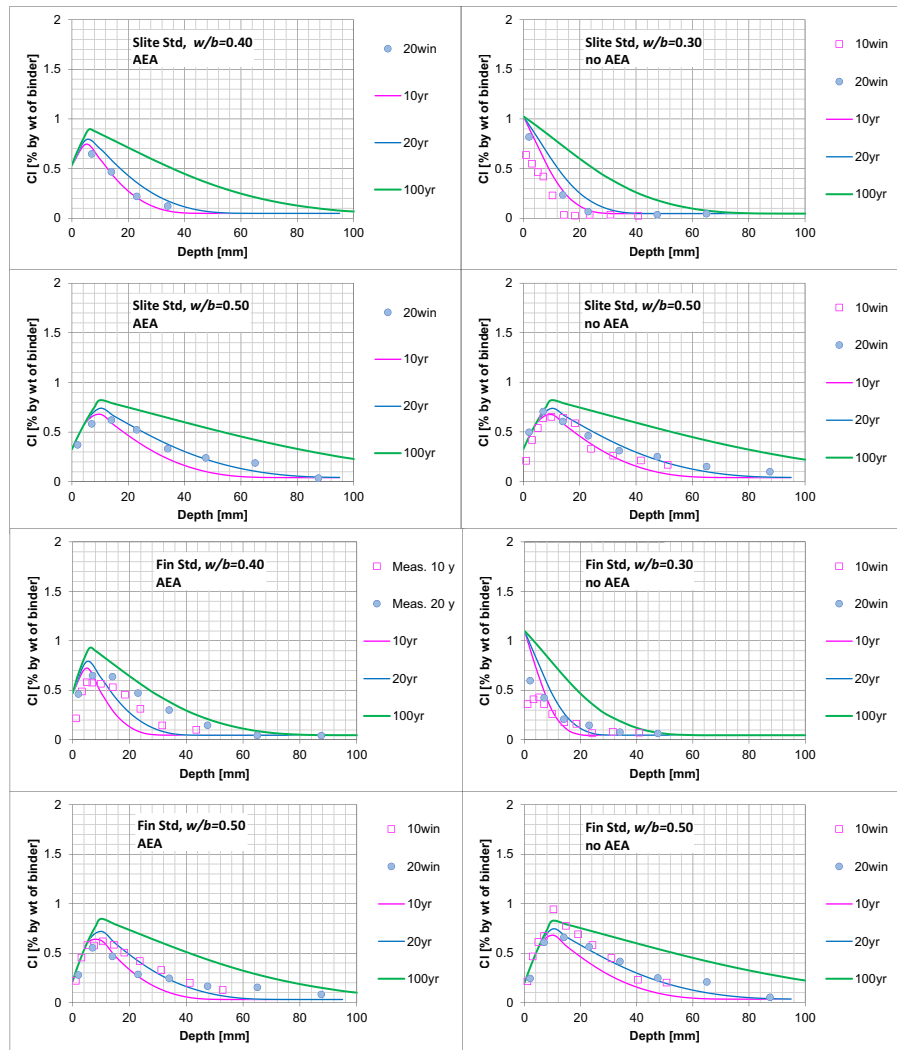 Cl [% by wt of binder]
2
1.5
1
0.5
0
Slite Std, w/b=0.40
AEA
0 20 40 60 80 100
Depth [mm]
20win
10yr
20yr
100yr
Cl [% by wt of binder]
2
1.5
1
0.5
0
Slite Std, w/b=0.30
no AEA
0 20 40 60 80 100
Depth [mm]
10win
20win
10yr
20yr
100yr
Cl [% by wt of binder]
2
1.5
1
0.5
0
Slite Std, w/b=0.50
AEA
0 20 40 60 80 100
Depth [mm]
20win
10yr
20yr
100yr
Cl [% by wt of binder]
2
1.5
1
0.5
0
Slite Std, w/b=0.50
no AEA
0 20 40 60 80 100
Depth [mm]
10win
20win
10yr
20yr
100yr
Cl [% by wt of binder]
2
1.5
1
0.5
0
Fin Std, w/b=0.40
AEA
0 20 40 60 80 100
Depth [mm]
Meas. 10 y
Meas. 20 y
10yr
20yr
100yr
Cl [% by wt of binder]
2
1.5
1
0.5
0
Fin Std, w/b=0.30
no AEA
0 20 40 60 80 100
Depth [mm]
10win
20win
10yr
20yr
100yr
Cl [% by wt of binder]
2
1.5
1
0.5
0
Fin Std, w/b=0.50
AEA
0 20 40 60 80 100
Depth [mm]
10win
20win
10yr
20yr
100yr
Cl [% by wt of binder]
2
1.5
1
0.5
0
Fin Std, w/b=0.50
no AEA
0 20 40 60 80 100
Depth [mm]
10win
20win
10yr
20yr
100yr